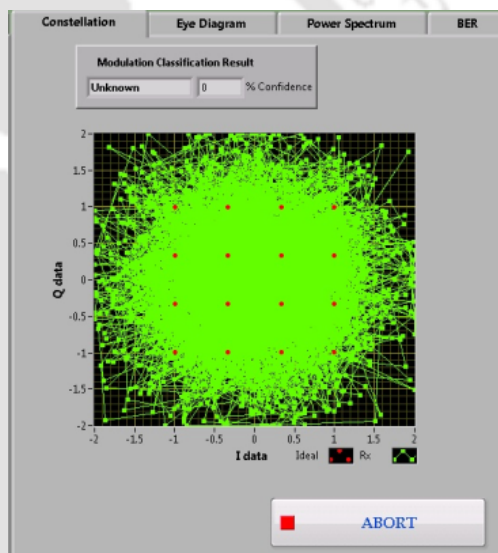 Constellation Eye Diagram Power Spectrum BER
Modulation Classification Result
Unknown 0 % Confidence
2
1.5
1
0.5
0
-0.5
-1
-1.5
-2
Q data
-2 -1.5 -1 -0.5 0 0.5 1 1.5 2
I data Ideal Rx
ABORT